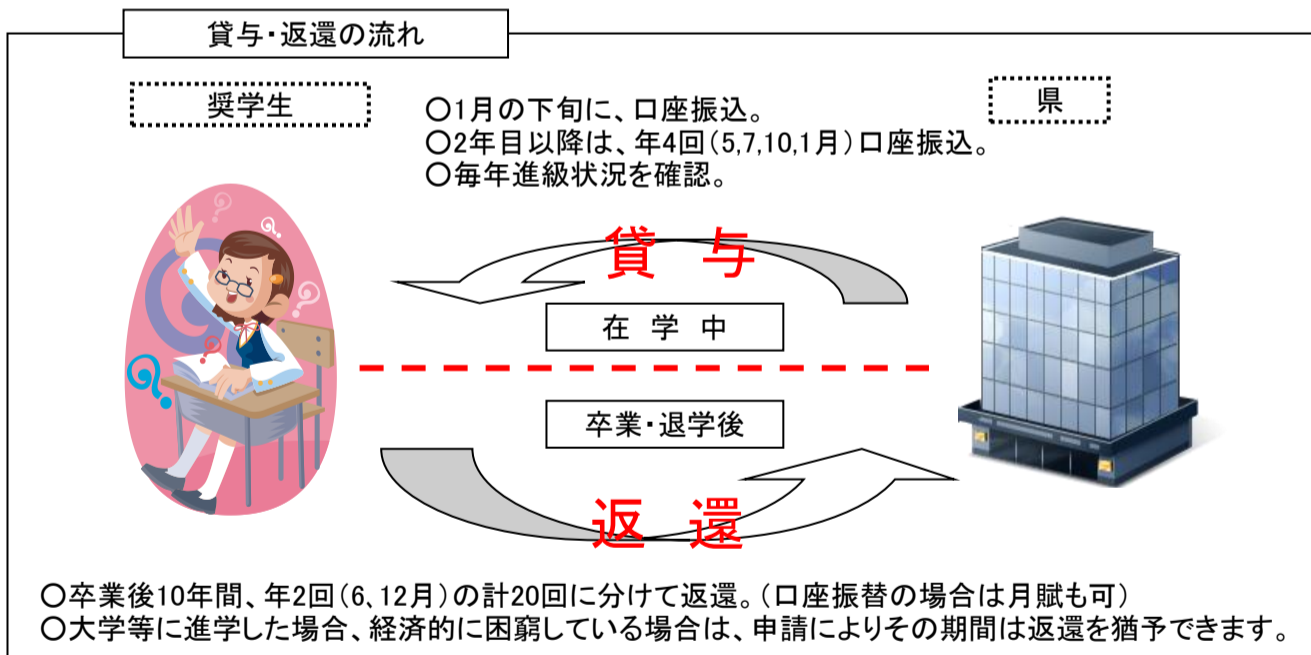 貸与・返還の流れ
奨学生
県
〇1月の下旬に、口座振込。
〇2年目以降は、年4回(5,7,10,1月)口座振込。
〇毎年進級状況を確認。
貸 与
在 学 中
卒業・退学後
返 還
〇卒業後10年間、年2回(6、12月)の計20回に分けて返還。(口座振替の場合は月賦も可)
〇大学等に進学した場合、経済的に困窮している場合は、申請によりその期間は返還を猶予できます。